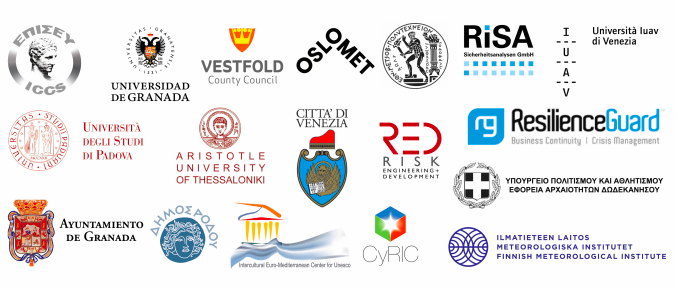 ΕΠΙΣΕΥ
ICCS
UNIVERSIDAD
DE GRANADA
VESTFOLD
County Council
OSLOMET
RiSA
Sicherheitsanalysen GmbH
I
U
A
V
Università Iuav
di Venezia
UNIVERSITÀ
DEGLI STUDI
DI PADOVA
ARISTOTLE
UNIVERSITY
OF THESSALONIKI
CITTA' DI
VENEZIA
RED
RISK
ENGINEERING+
DEVELOPMENT
rg
ResilienceGuard
Business Continuity | Crisis Management
ΥΠΟΥΡΓΕΙΟ ΠΟΛΙΤΙΣΜΟΥ ΚΑΙ ΑΘΛΗΤΙΣΜΟΥ
ΕΦΟΡΕΙΑ ΑΡΧΑΙΟΤΗΤΩΝ ΔΩΔΕΚΑΝΗΣΟΥ
AYUNTAMIENTO
DE GRANADA
ΔΗΜΟΣ ΡΟΔΟΥ
Intercultural Euro-Mediterranean Center for Unesco
CyRIC
ILMATIETEEN LAITOS
METEOROLOGISKA INSTITUTET
FINNISH METEOROLOGICAL INSTITUTE